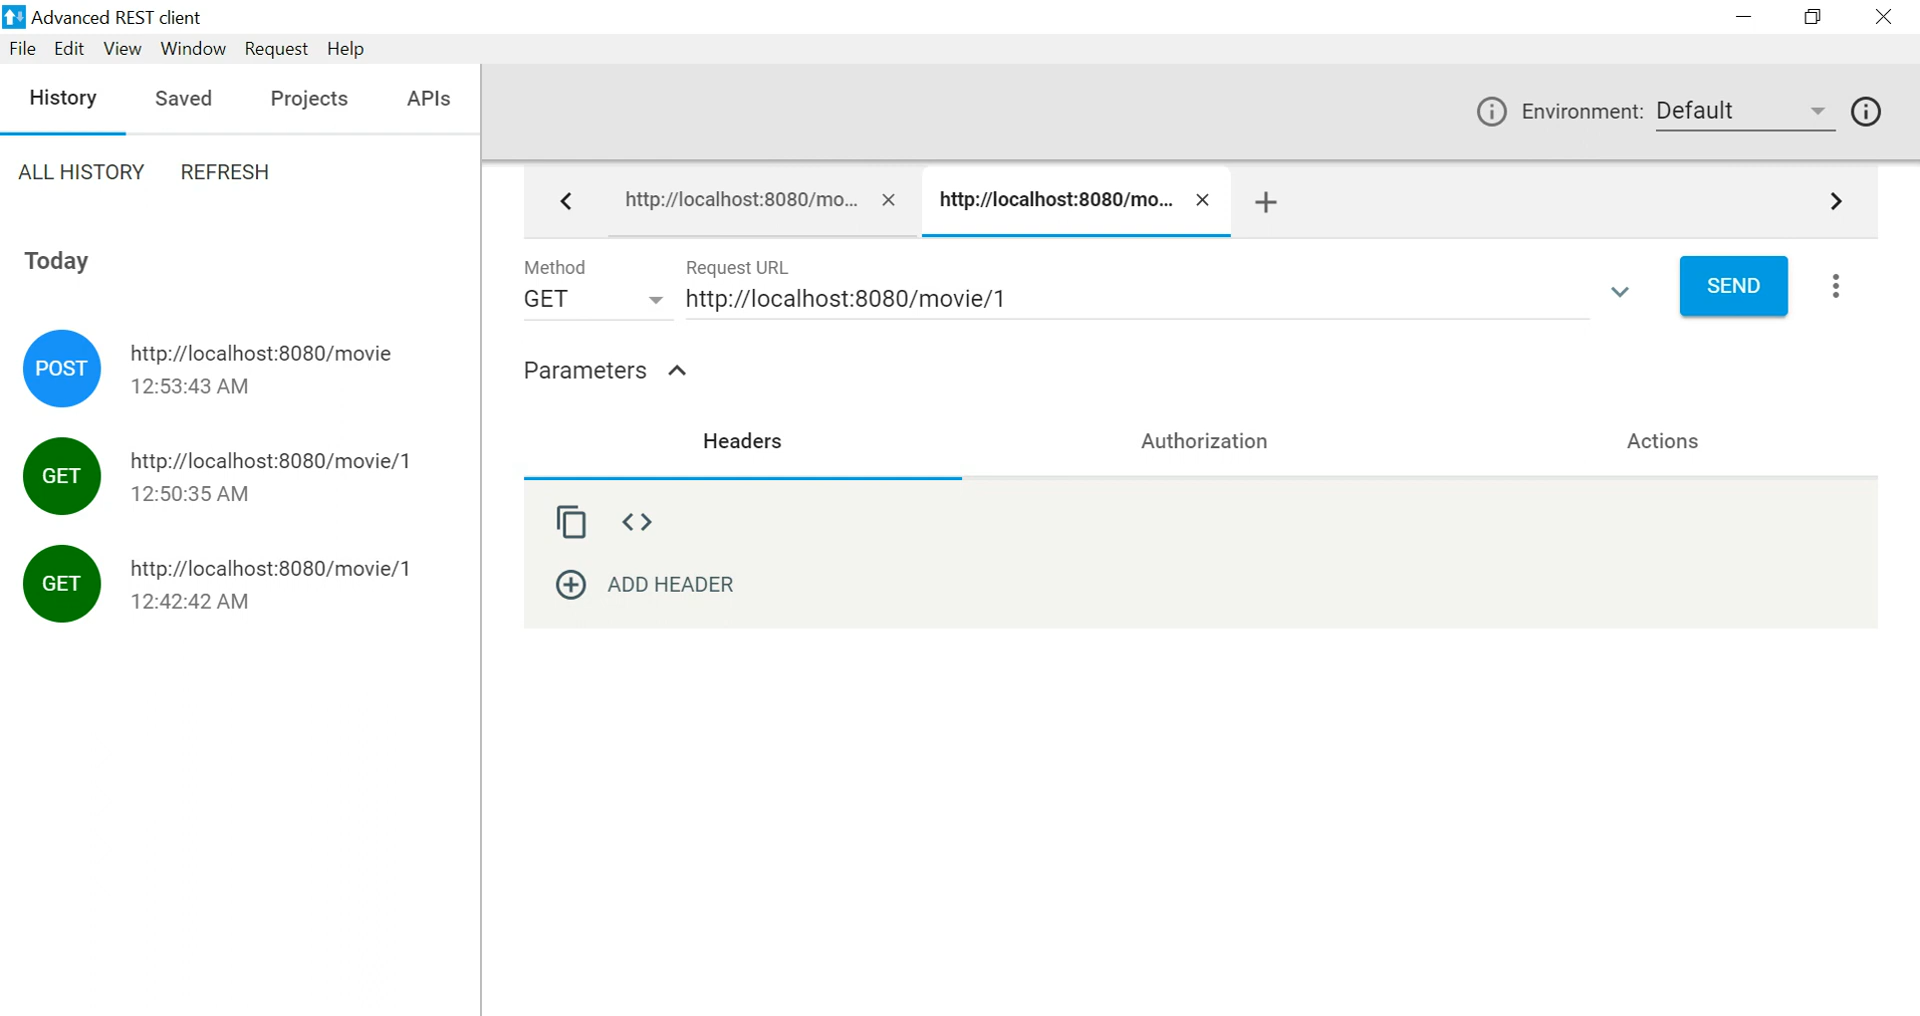 Advanced REST client
File Edit View Window Request Help
History Saved Projects APIs
Environment: Default
ALL HISTORY REFRESH
http://localhost:8080/mo... http://localhost:8080/mo...
Today
Method
GET
Request URL
http://localhost:8080/movie/1
SEND
POST
http://localhost:8080/movie
12:53:43 AM
GET
http://localhost:8080/movie/1
12:50:35 AM
GET
http://localhost:8080/movie/1
12:42:42 AM
Parameters
Headers Authorization Actions
ADD HEADER